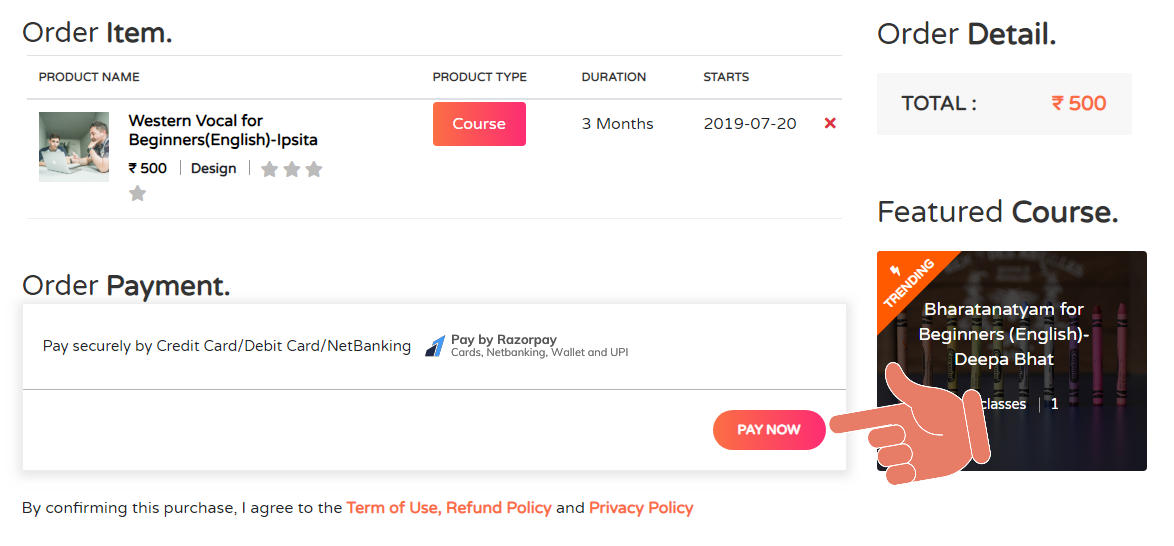 Order Item.
PRODUCT NAME PRODUCT TYPE DURATION STARTS
Western Vocal for
Beginners(English)-Ipsita
₹ 500 | Design |
Course
3 Months
2019-07-20
Order Payment.
Pay securely by Credit Card/Debit Card/NetBanking
Pay by Razorpay
Cards, Netbanking, Wallet and UPI
PAY NOW
By confirming this purchase, I agree to the Term of Use, Refund Policy and Privacy Policy
Order Detail.
TOTAL : ₹ 500
Featured Course.
TRENDING
Bharatanatyam for
Beginners (English)-
Deepa Bhat
classes | 1